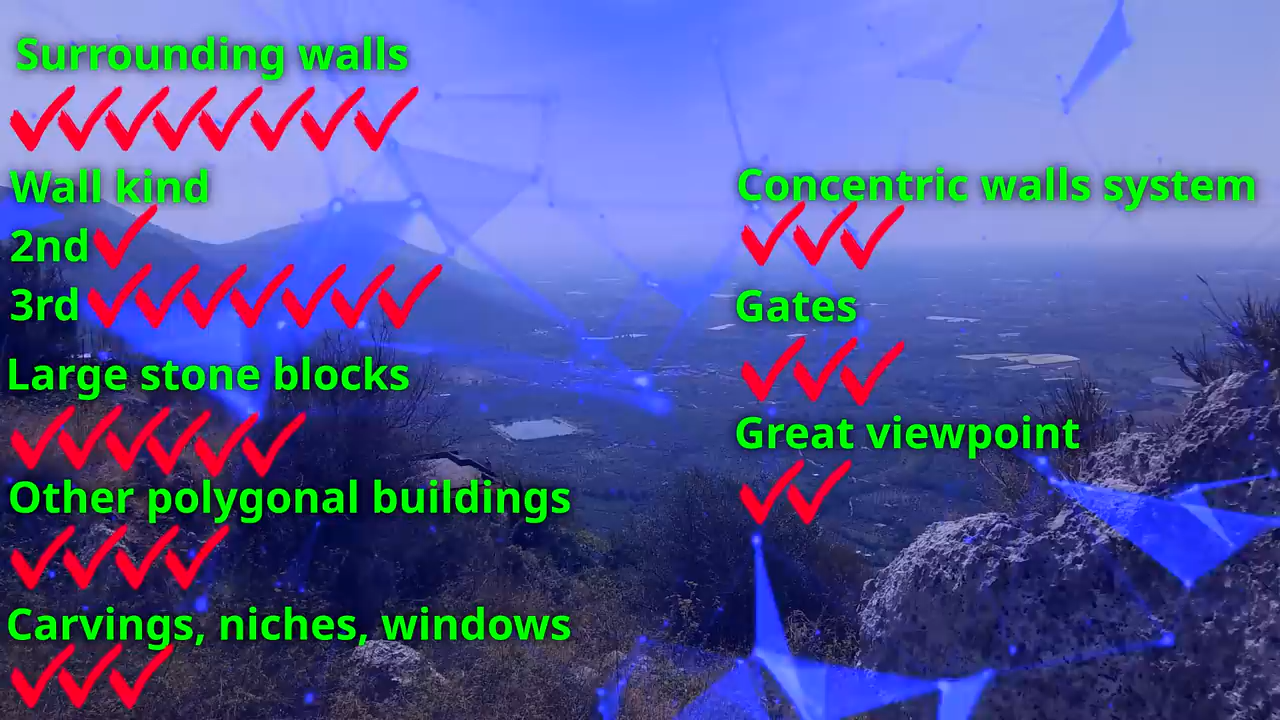 Surrounding walls
Wall kind
2nd
3rd
Large stone blocks
Other polygonal buildings
Carvings, niches, windows
Concentric walls system
Gates
Great viewpoint